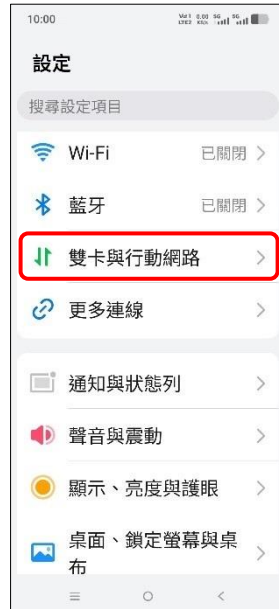 10:00
設定
搜尋設定項目
Wi-Fi 已關閉
藍牙 已關閉
雙卡與行動網路
更多連線
通知與狀態列
聲音與震動
顯示、亮度與護眼
桌面、鎖定螢幕與桌
布